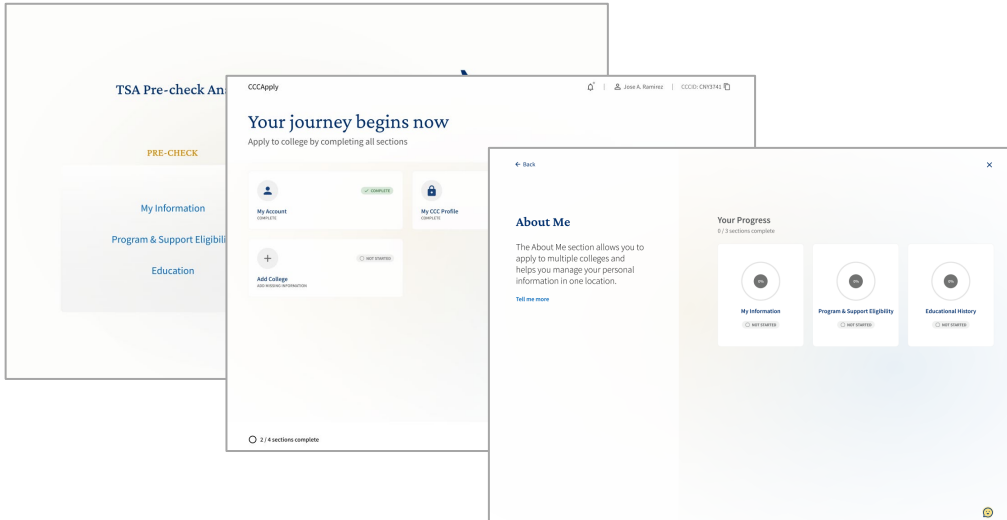 TSA Pre-check An
PRE-CHECK
My Information
Program & Support Eligibili
Education
CCCApply
Jose A. Ramirez | CCCID: CNY3741
Your journey begins now
Apply to college by completing all sections
COMPLETE
My Account
COMPLETE
My CCC Profile
COMPLETE
NOT STARTED
Add College
ADD MISSING INFORMATION
2 / 4 sections complete
Back
About Me
The About Me section allows you to
apply to multiple colleges and
helps you manage your personal
information in one location.
Tell me more
Your Progress
0 / 3 sections complete
0%
My Information
NOT STARTED
0%
Program & Support Eligibility
NOT STARTED
0%
Educational History
NOT STARTED